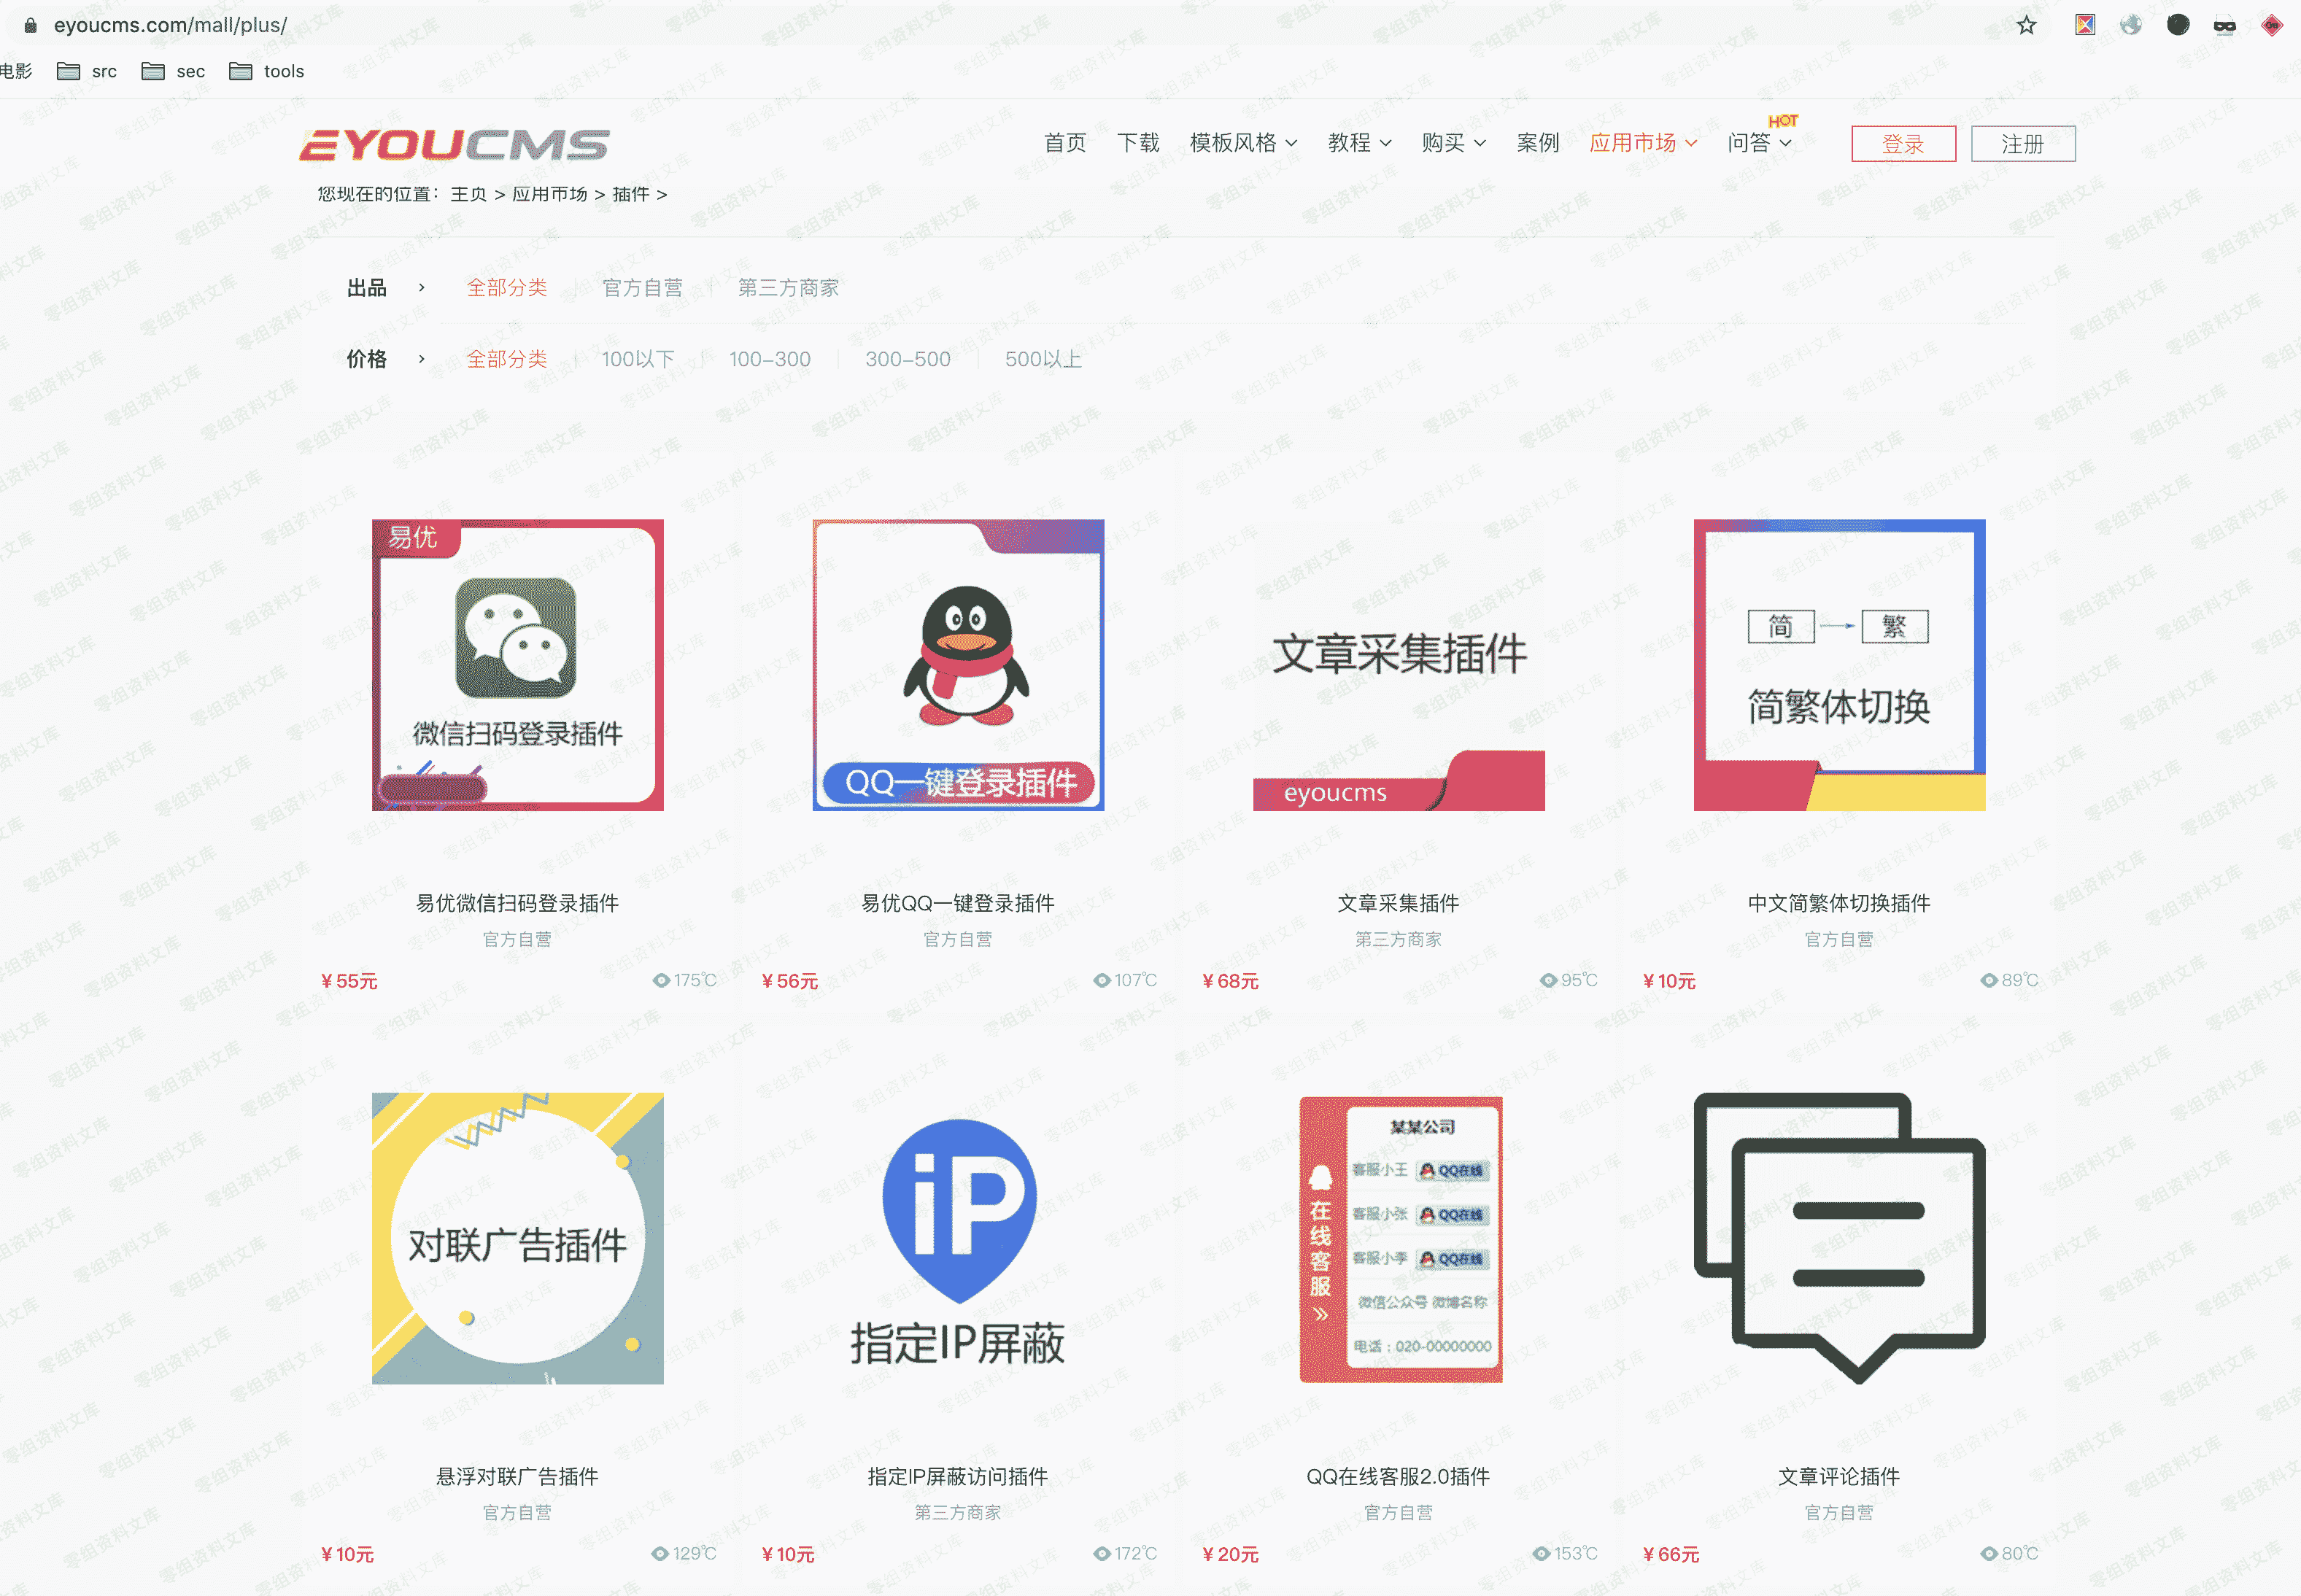 eyoucms.com/mall/plus/
电影 src sec tools
EYOUCMS 首页 下载 模板风格 教程 购买 案例 应用市场 问答 HOT 登录 注册
您现在的位置： 主页 > 应用市场 > 插件 >
出品 › 全部分类 官方自营 第三方商家
价格 › 全部分类 100以下 100-300 300-500 500以上
易优
微信扫码登录插件
QQ一键登录插件
文章采集插件
eyoucms
简 繁
简繁体切换
易优微信扫码登录插件 易优QQ一键登录插件 文章采集插件 中文简繁体切换插件
官方自营 官方自营 第三方商家 官方自营
¥55元 175℃ ¥56元 107℃ ¥68元 95℃ ¥10元 89℃
对联广告插件
iP
指定IP屏蔽
在线客服 »
某某公司
客服小王 QQ在线
客服小张 QQ在线
客服小李 QQ在线
微信公众号 微博名称
电话：020-00000000
悬浮对联广告插件 指定IP屏蔽访问插件 QQ在线客服2.0插件 文章评论插件
官方自营 第三方商家 官方自营 官方自营
¥10元 129℃ ¥10元 172℃ ¥20元 153℃ ¥66元 80℃
零组资料文库